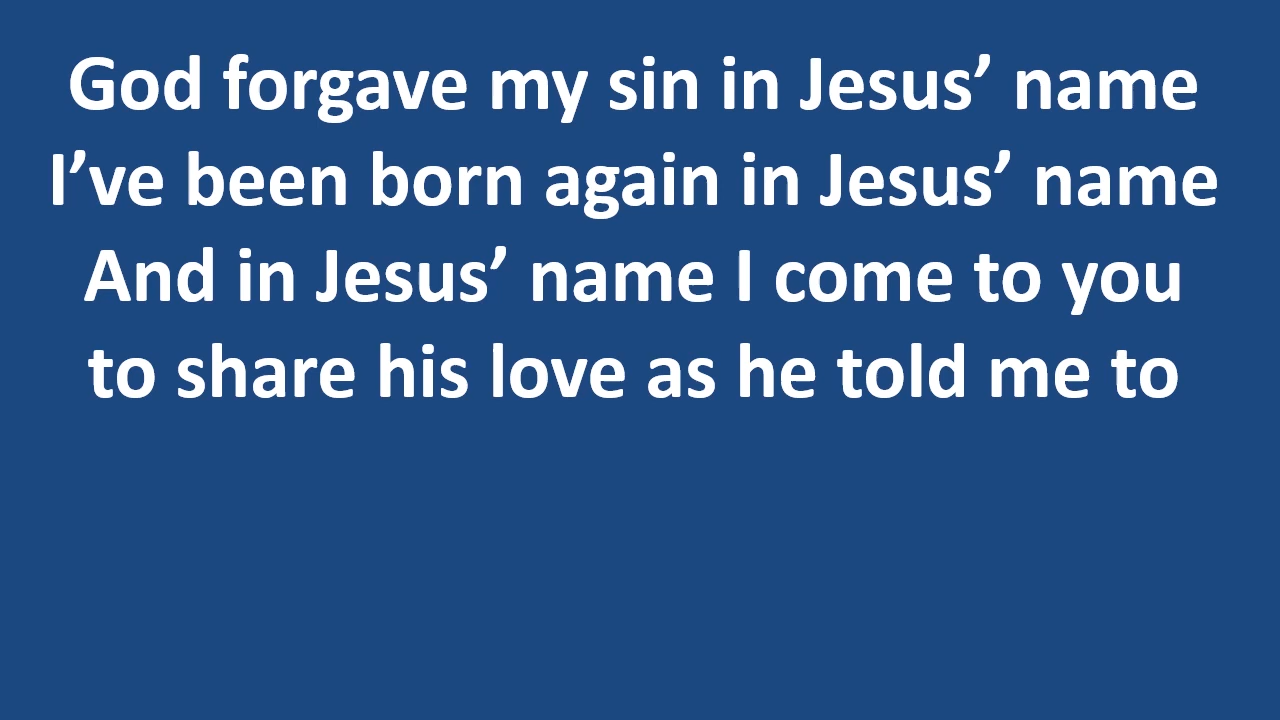 God forgave my sin in Jesus’ name
I’ve been born again in Jesus’ name
And in Jesus’ name I come to you
to share his love as he told me to